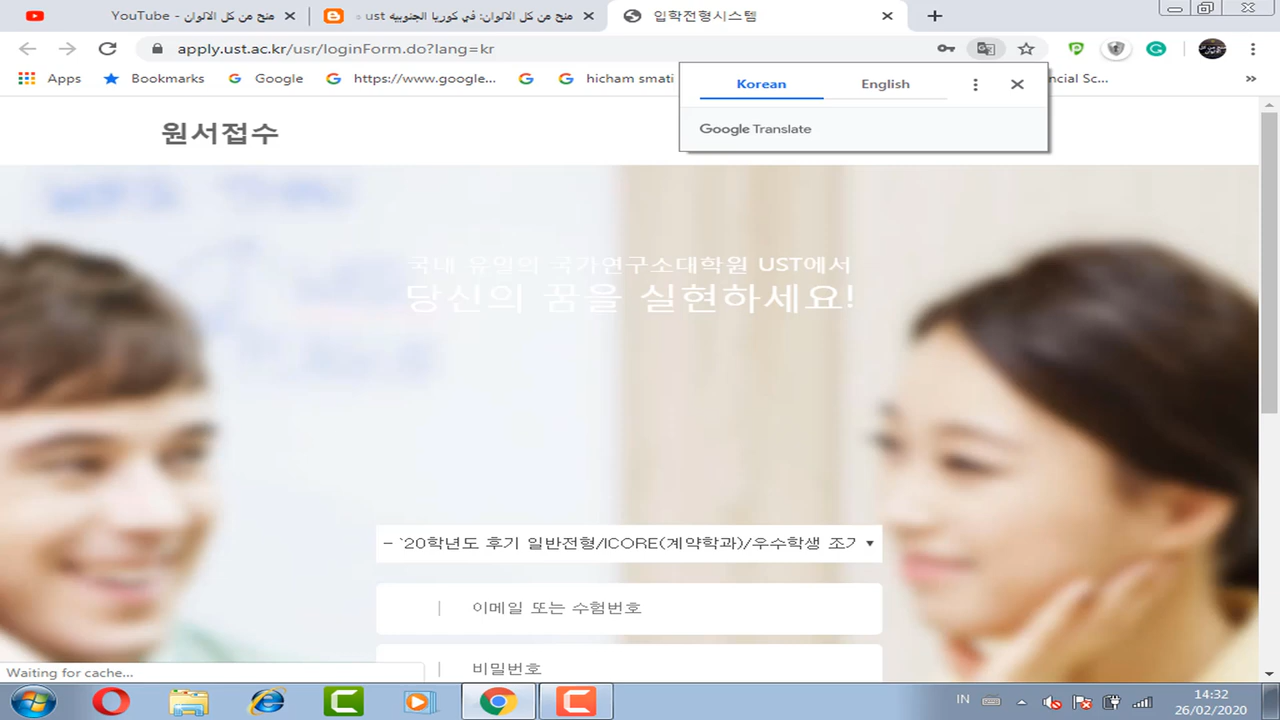 منح من كل الالوان - YouTube
منح من كل الالوان: في كوريا الجنوبيه ust
입학전형시스템
apply.ust.ac.kr/usr/loginForm.do?lang=kr
Apps
Bookmarks
Google
https://www.google...
hicham smati
ncial Sc...
Korean
English
Google Translate
원서접수
국내 유일의 국가연구소대학원 UST에서
당신의 꿈을 실현하세요!
- `20학년도 후기 일반전형/ICORE(계약학과)/우수학생 조기
이메일 또는 수험번호
비밀번호
Waiting for cache...
IN
14:32
26/02/2020